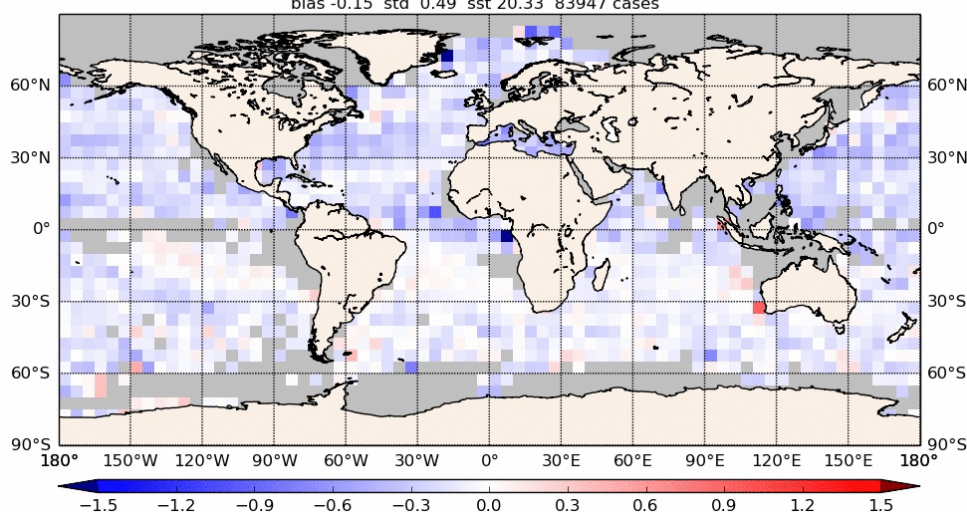 bias -0.15 std 0.49 sst 20.33 83947 cases
60°N 60°N
30°N 30°N
0° 0°
30°S 30°S
60°S 60°S
90°S 90°S
180° 150°W 120°W 90°W 60°W 30°W 0° 30°E 60°E 90°E 120°E 150°E 180°
−1.5 −1.2 −0.9 −0.6 −0.3 0.0 0.3 0.6 0.9 1.2 1.5